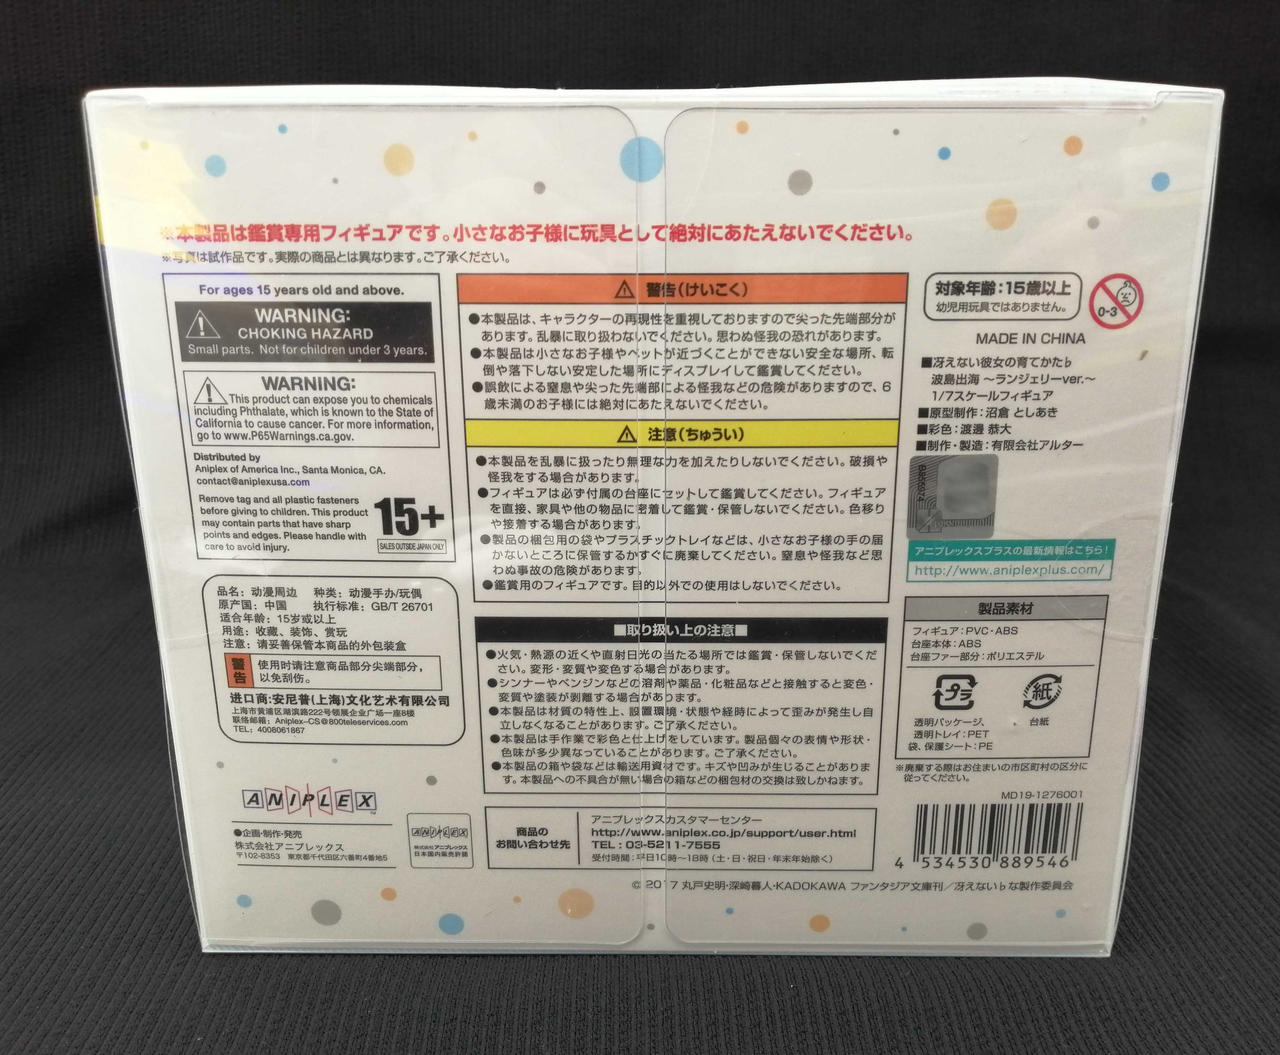 ※本製品は鑑賞専用フィギュアです。小さなお子様に玩具として絶対にあたえないでください。
※写真は試作品です。実際の商品とは異なります。ご了承ください。
For ages 15 years old and above.
WARNING:
CHOKING HAZARD
Small parts. Not for children under 3 years.
WARNING:
This product can expose you to chemicals
including Phthalate, which is known to the State of
California to cause cancer. For more information,
go to www.P65Warnings.ca.gov.
Distributed by
Aniplex of America Inc., Santa Monica, CA.
contact@aniplexusa.com
Remove tag and all plastic fasteners
before giving to children. This product
may contain parts that have sharp
points and edges. Please handle with
care to avoid injury.
15+
SALES OUTSIDE JAPAN ONLY
品名：动漫周边 种类：动漫手办/玩偶
原产国：中国 执行标准：GB/T 26701
适合年龄：15岁或以上
用途：收藏、装饰、赏玩
注意：请妥善保管本商品的外包装盒
警告
使用时请注意商品部分尖端部分，
以免刮伤。
进口商:安尼普(上海)文化艺术有限公司
上海市黄浦区湖滨路222号领展企业广场一座8楼
联络邮箱：Aniplex-CS@800teleservices.com
TEL：4008061867
ANIPLEX
●企画・制作・発売
株式会社アニプレックス
〒102-8353 東京都千代田区六番町4番地5
ANIPLEX
株式会社アニプレックス
日本国内販売許諾
警告(けいこく)
●本製品は、キャラクターの再現性を重視しておりますので尖った先端部分が
あります。乱暴に取り扱わないでください。思わぬ怪我の恐れがあります。
●本製品は小さなお子様やペットが近づくことができない安全な場所、転
倒や落下しない安定した場所にディスプレイして鑑賞してください。
●誤飲による窒息や尖った先端部による怪我などの危険がありますので、6
歳未満のお子様には絶対にあたえないでください。
注意(ちゅうい)
●本製品を乱暴に扱ったり無理な力を加えたりしないでください。破損や
怪我をする場合があります。
●フィギュアは必ず付属の台座にセットして鑑賞してください。フィギュア
を直接、家具や他の物品に密着して鑑賞・保管しないでください。色移り
や接着する場合があります。
●製品の梱包用の袋やプラスチックトレイなどは、小さなお子様の手の届
かないところに保管するかすぐに廃棄してください。窒息や怪我など思
わぬ事故の危険があります。
●鑑賞用のフィギュアです。目的以外での使用はしないでください。
■取り扱い上の注意■
●火気・熱源の近くや直射日光の当たる場所では鑑賞・保管しないでくだ
さい。変形・変質や変色する場合があります。
●シンナーやベンジンなどの溶剤や薬品・化粧品などと接触すると変色・
変質や塗装が剥離する場合があります。
●本製品は材質の特性上、設置環境・状態や経時によって歪みが発生し自
立しなくなることがあります。ご了承ください。
●本製品は手作業で彩色と仕上げをしています。製品個々の表情や形状・
色味が多少異なっていることがあります。ご了承ください。
●本製品の箱や袋などは輸送用資材です。キズや凹みが生じることがありま
す。本製品への不具合が無い場合の箱などの梱包材の交換は致しかねます。
商品の
お問い合わせ先
アニプレックスカスタマーセンター
http://www.aniplex.co.jp/support/user.html
TEL：03-5211-7555
受付時間：平日10時～18時（土・日・祝日・年末年始除く）
対象年齢：15歳以上
幼児用玩具ではありません。
0-3
MADE IN CHINA
■冴えない彼女の育てかた♭
波島出海 ～ランジェリーver.～
1/7スケールフィギュア
■原型制作：沼倉 としあき
■彩色：渡邊 恭大
■制作・製造：有限会社アルター
アニプレックスプラスの最新情報はこちら！
http://www.aniplexplus.com/
製品素材
フィギュア：PVC・ABS
台座本体：ABS
台座ファー部分：ポリエステル
プラ
紙
透明パッケージ、
透明トレイ：PET
袋、保護シート：PE
台紙
※廃棄する際はお住まいの市区町村の区分に
従ってください。
MD19-1276001
4 534530 889546
© 2017 丸戸史明・深崎暮人・KADOKAWA ファンタジア文庫刊／冴えない♭な製作委員会